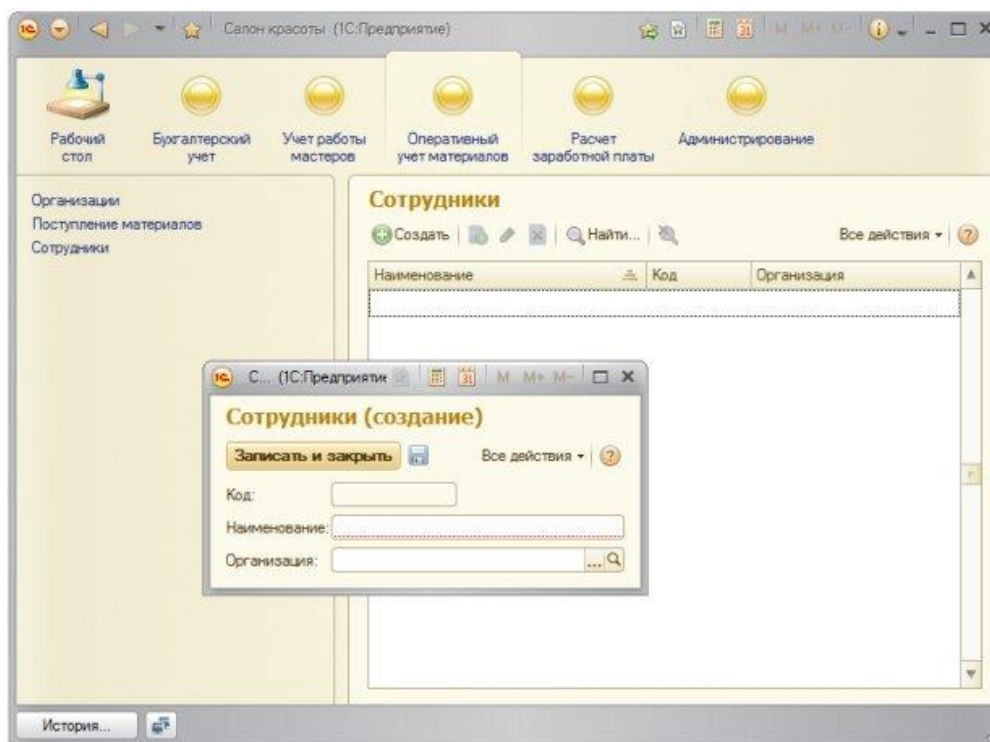 Салон красоты (1С:Предприятие)
M M+ M-
Рабочий стол
Бухгалтерский учет
Учет работы мастеров
Оперативный учет материалов
Расчет заработной платы
Администрирование
Организации
Поступление материалов
Сотрудники
Сотрудники
Создать Найти... Все действия
Наименование Код Организация
С... (1С:Предприятие M M+ M-
Сотрудники (создание)
Записать и закрыть Все действия
Код:
Наименование:
Организация: ...
История...